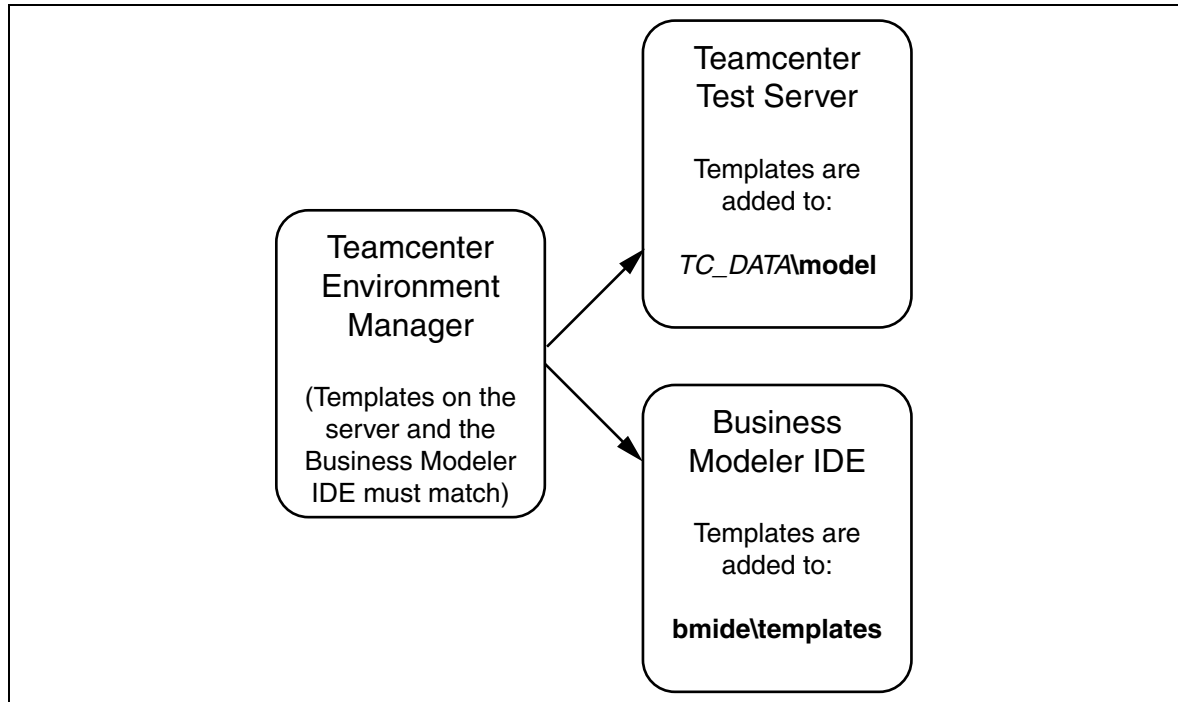 Teamcenter
Environment
Manager
(Templates on the
server and the
Business Modeler
IDE must match)
Teamcenter
Test Server
Templates are
added to:
TC_DATA\model
Business
Modeler IDE
Templates are
added to:
bmide\templates